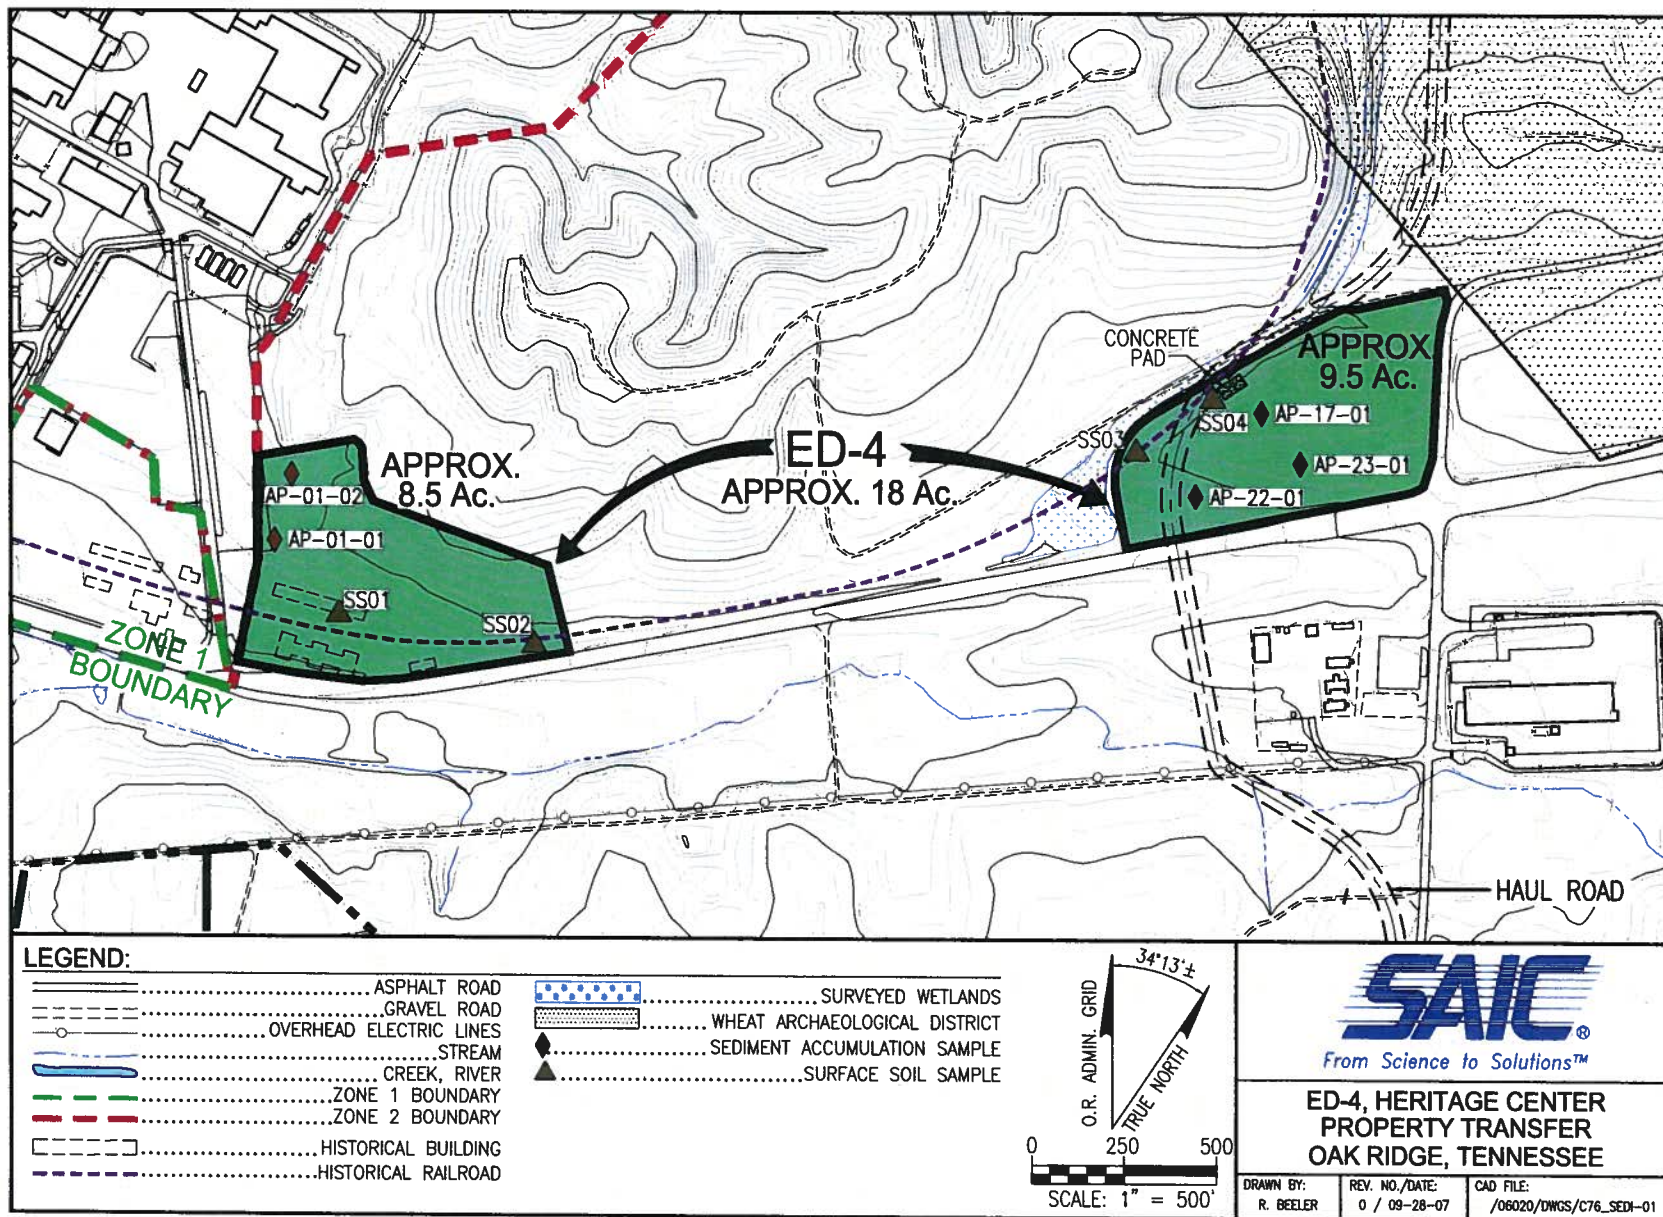 CONCRETE
PAD
APPROX
9.5 Ac.
SS04
AP-17-01
SS03
AP-23-01
AP-22-01
ED-4
APPROX. 18 Ac.
APPROX.
8.5 Ac.
AP-01-02
AP-01-01
SS01
SS02
ZONE 1
BOUNDARY
HAUL ROAD
LEGEND:
ASPHALT ROAD
GRAVEL ROAD
OVERHEAD ELECTRIC LINES
STREAM
CREEK, RIVER
ZONE 1 BOUNDARY
ZONE 2 BOUNDARY
HISTORICAL BUILDING
HISTORICAL RAILROAD
SURVEYED WETLANDS
WHEAT ARCHAEOLOGICAL DISTRICT
SEDIMENT ACCUMULATION SAMPLE
SURFACE SOIL SAMPLE
34°13'±
O.R. ADMIN. GRID
TRUE NORTH
0 250 500
SCALE: 1" = 500'
SAIC®
From Science to Solutions™
ED-4, HERITAGE CENTER
PROPERTY TRANSFER
OAK RIDGE, TENNESSEE
DRAWN BY:
R. BEELER
REV. NO./DATE:
0 / 09-28-07
CAD FILE:
/06020/DWGS/C76_SEDI-01